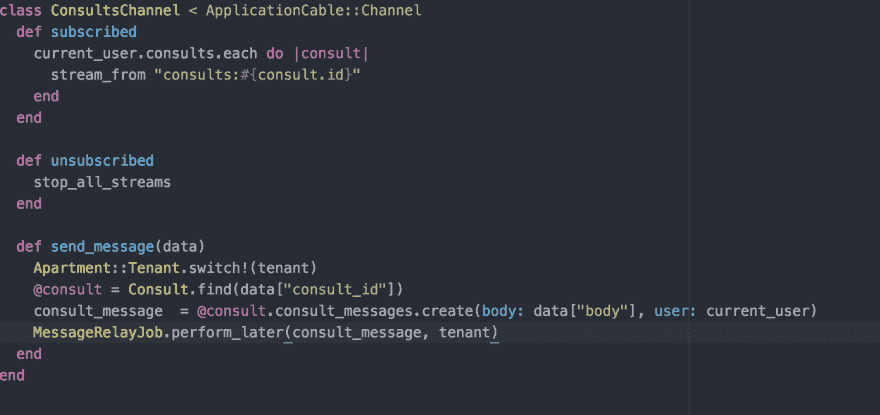 class ConsultsChannel < ApplicationCable::Channel
  def subscribed
    current_user.consults.each do |consult|
      stream_from "consults:#{consult.id}"
    end
  end

  def unsubscribed
    stop_all_streams
  end

  def send_message(data)
    Apartment::Tenant.switch!(tenant)
    @consult = Consult.find(data["consult_id"])
    consult_message  = @consult.consult_messages.create(body: data["body"], user: current_user)
    MessageRelayJob.perform_later(consult_message, tenant)
  end
end